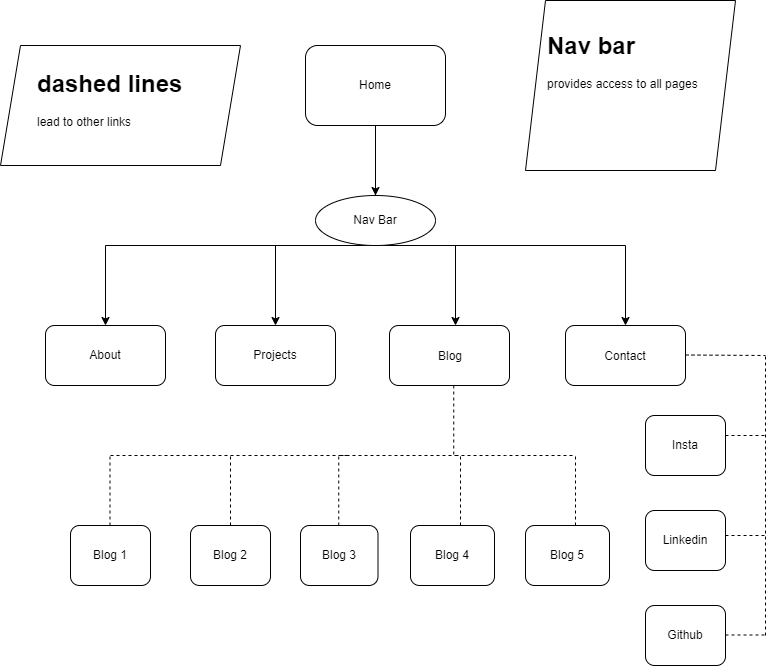 Nav bar
provides access to all pages
dashed lines
lead to other links
Home
Nav Bar
About
Projects
Blog
Contact
Insta
Linkedin
Github
Blog 1
Blog 2
Blog 3
Blog 4
Blog 5